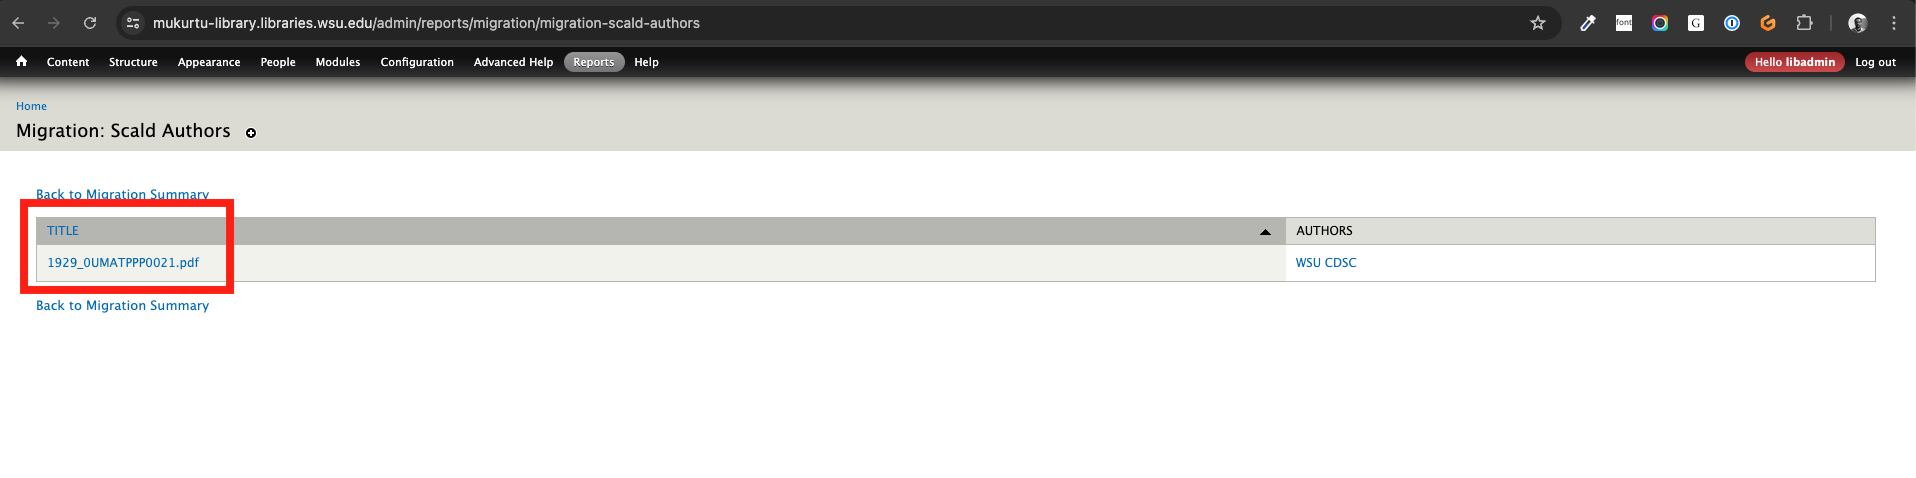 mukurtu-library.libraries.wsu.edu/admin/reports/migration/migration-scald-authors
font
G
Content Structure Appearance People Modules Configuration Advanced Help Reports Help Hello libadmin Log out
Home
Migration: Scald Authors
Back to Migration Summary
TITLE AUTHORS
1929_0UMATPPP0021.pdf WSU CDSC
Back to Migration Summary